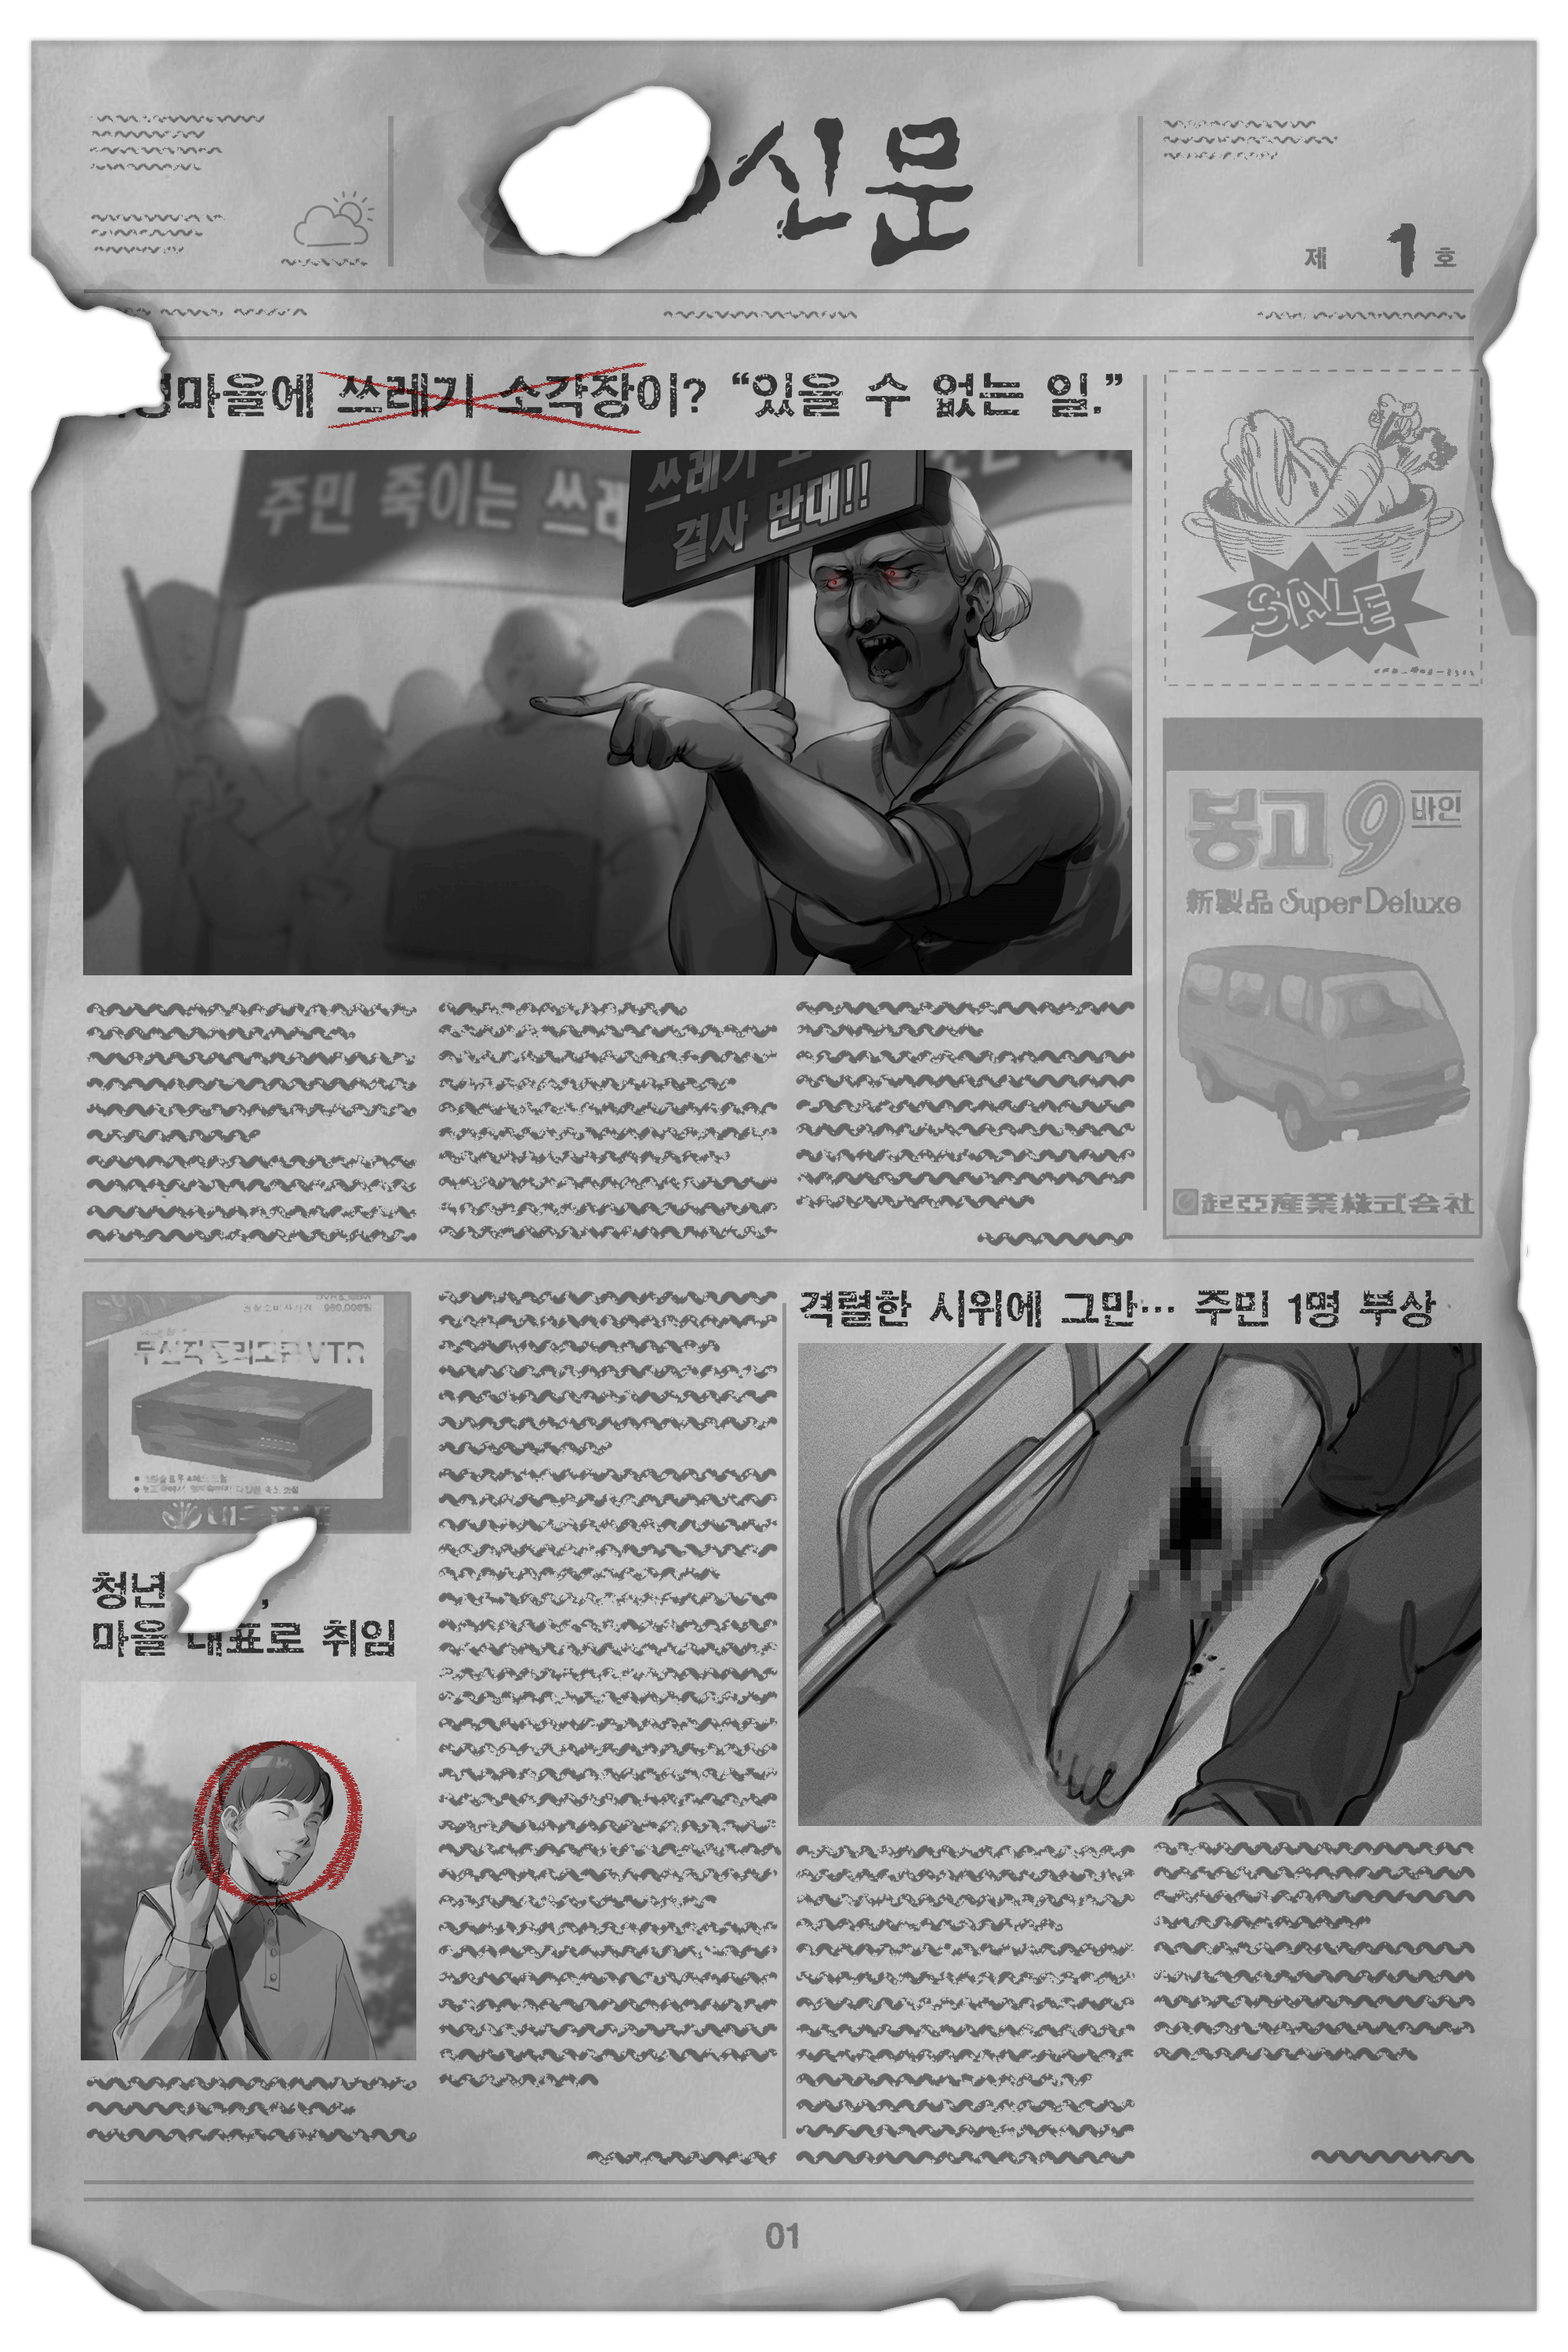 신문
제 1 호
마을에 쓰레기 소각장이? “있을 수 없는 일.”
주민 죽이는 쓰레
쓰레기
결사 반대!!
SALE
봉고 9 바인
新製品 Super Deluxe
起亞産業株式会社
VTR
격렬한 시위에 그만… 주민 1명 부상
청년 ,
마을 대표로 취임
01